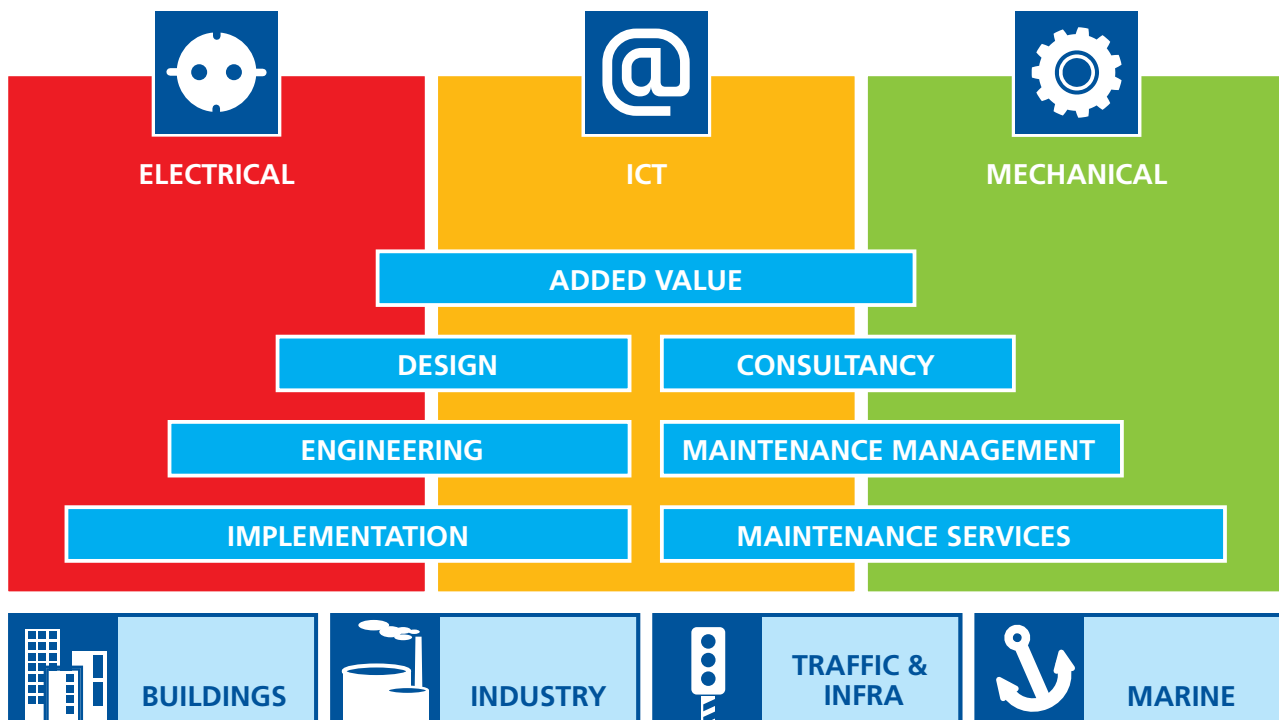 @
ELECTRICAL
ICT
MECHANICAL
ADDED VALUE
DESIGN
CONSULTANCY
ENGINEERING
MAINTENANCE MANAGEMENT
IMPLEMENTATION
MAINTENANCE SERVICES
BUILDINGS
INDUSTRY
TRAFFIC &
INFRA
MARINE